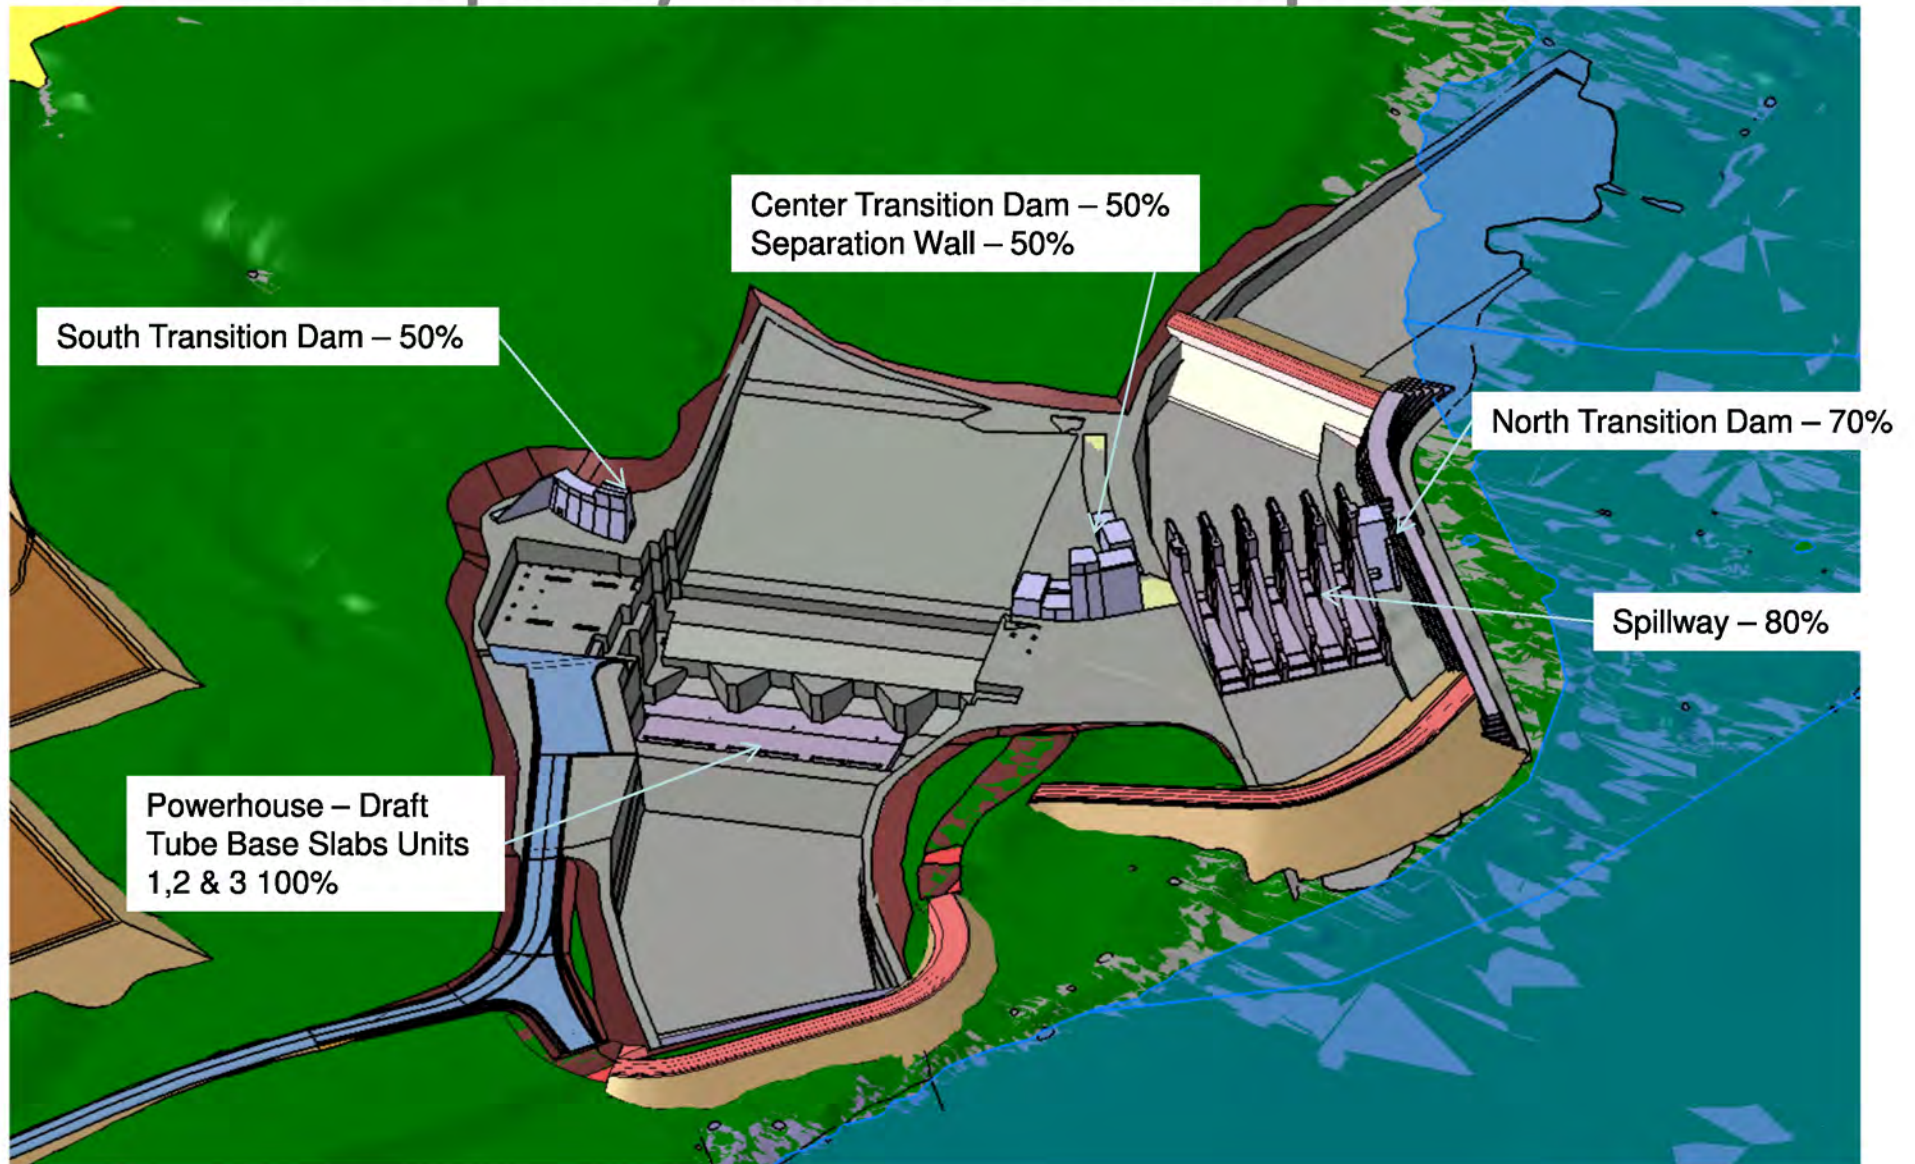 Center Transition Dam – 50%
Separation Wall – 50%
South Transition Dam – 50%
North Transition Dam – 70%
Spillway – 80%
Powerhouse – Draft
Tube Base Slabs Units
1,2 & 3 100%